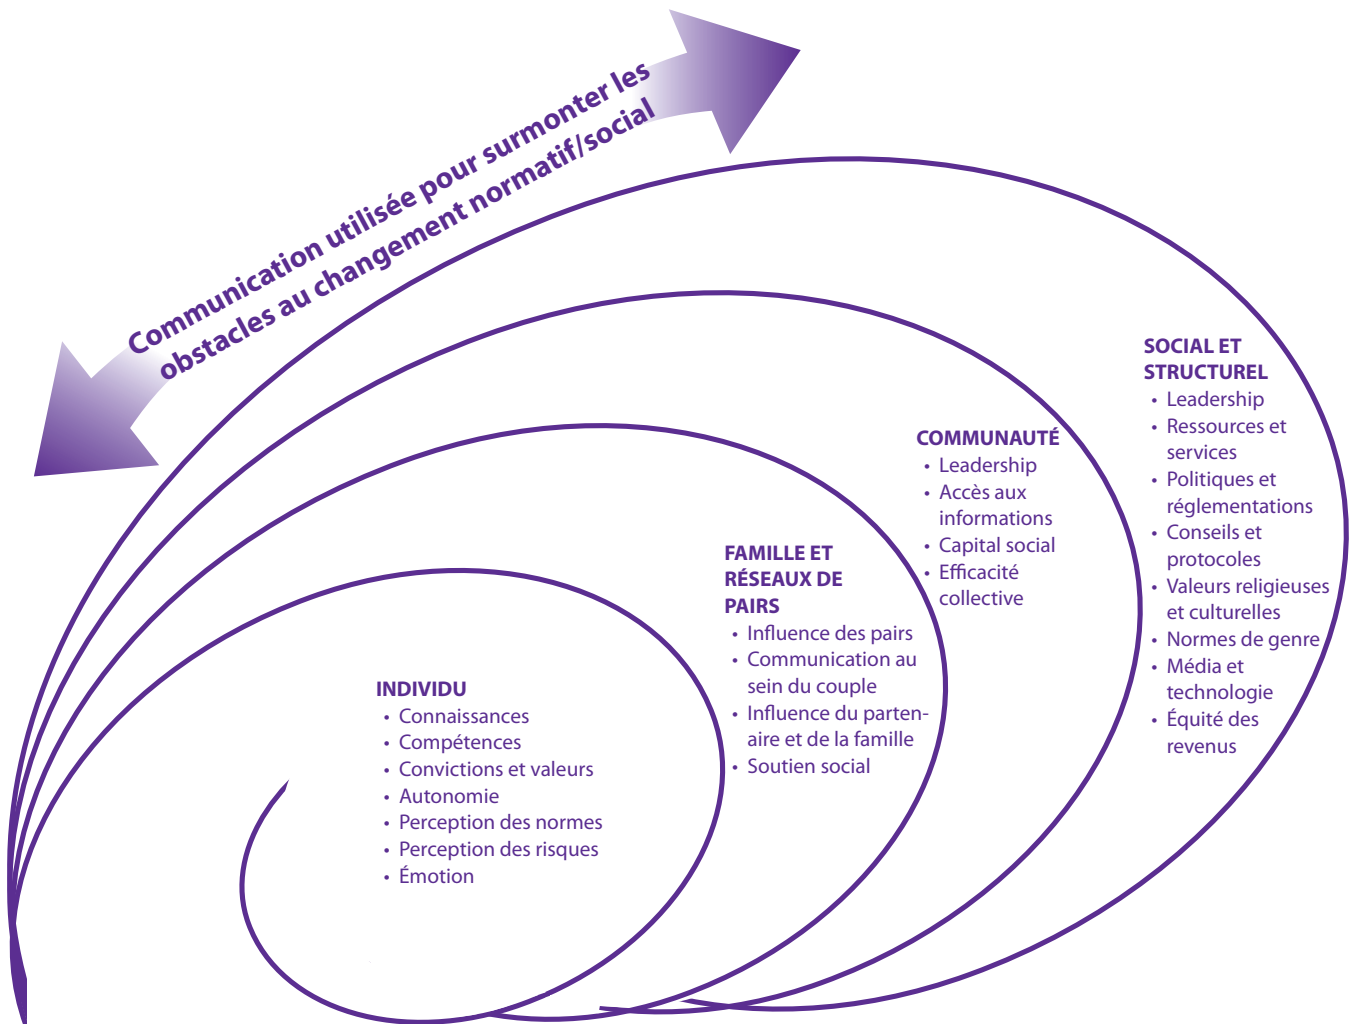 Communication utilisée pour surmonter les
obstacles au changement normatif/social
INDIVIDU
• Connaissances
• Compétences
• Convictions et valeurs
• Autonomie
• Perception des normes
• Perception des risques
• Émotion
FAMILLE ET
RÉSEAUX DE
PAIRS
• Influence des pairs
• Communication au
sein du couple
• Influence du parten-
aire et de la famille
• Soutien social
COMMUNAUTÉ
• Leadership
• Accès aux
informations
• Capital social
• Efficacité
collective
SOCIAL ET
STRUCTUREL
• Leadership
• Ressources et
services
• Politiques et
réglementations
• Conseils et
protocoles
• Valeurs religieuses
et culturelles
• Normes de genre
• Média et
technologie
• Équité des
revenus